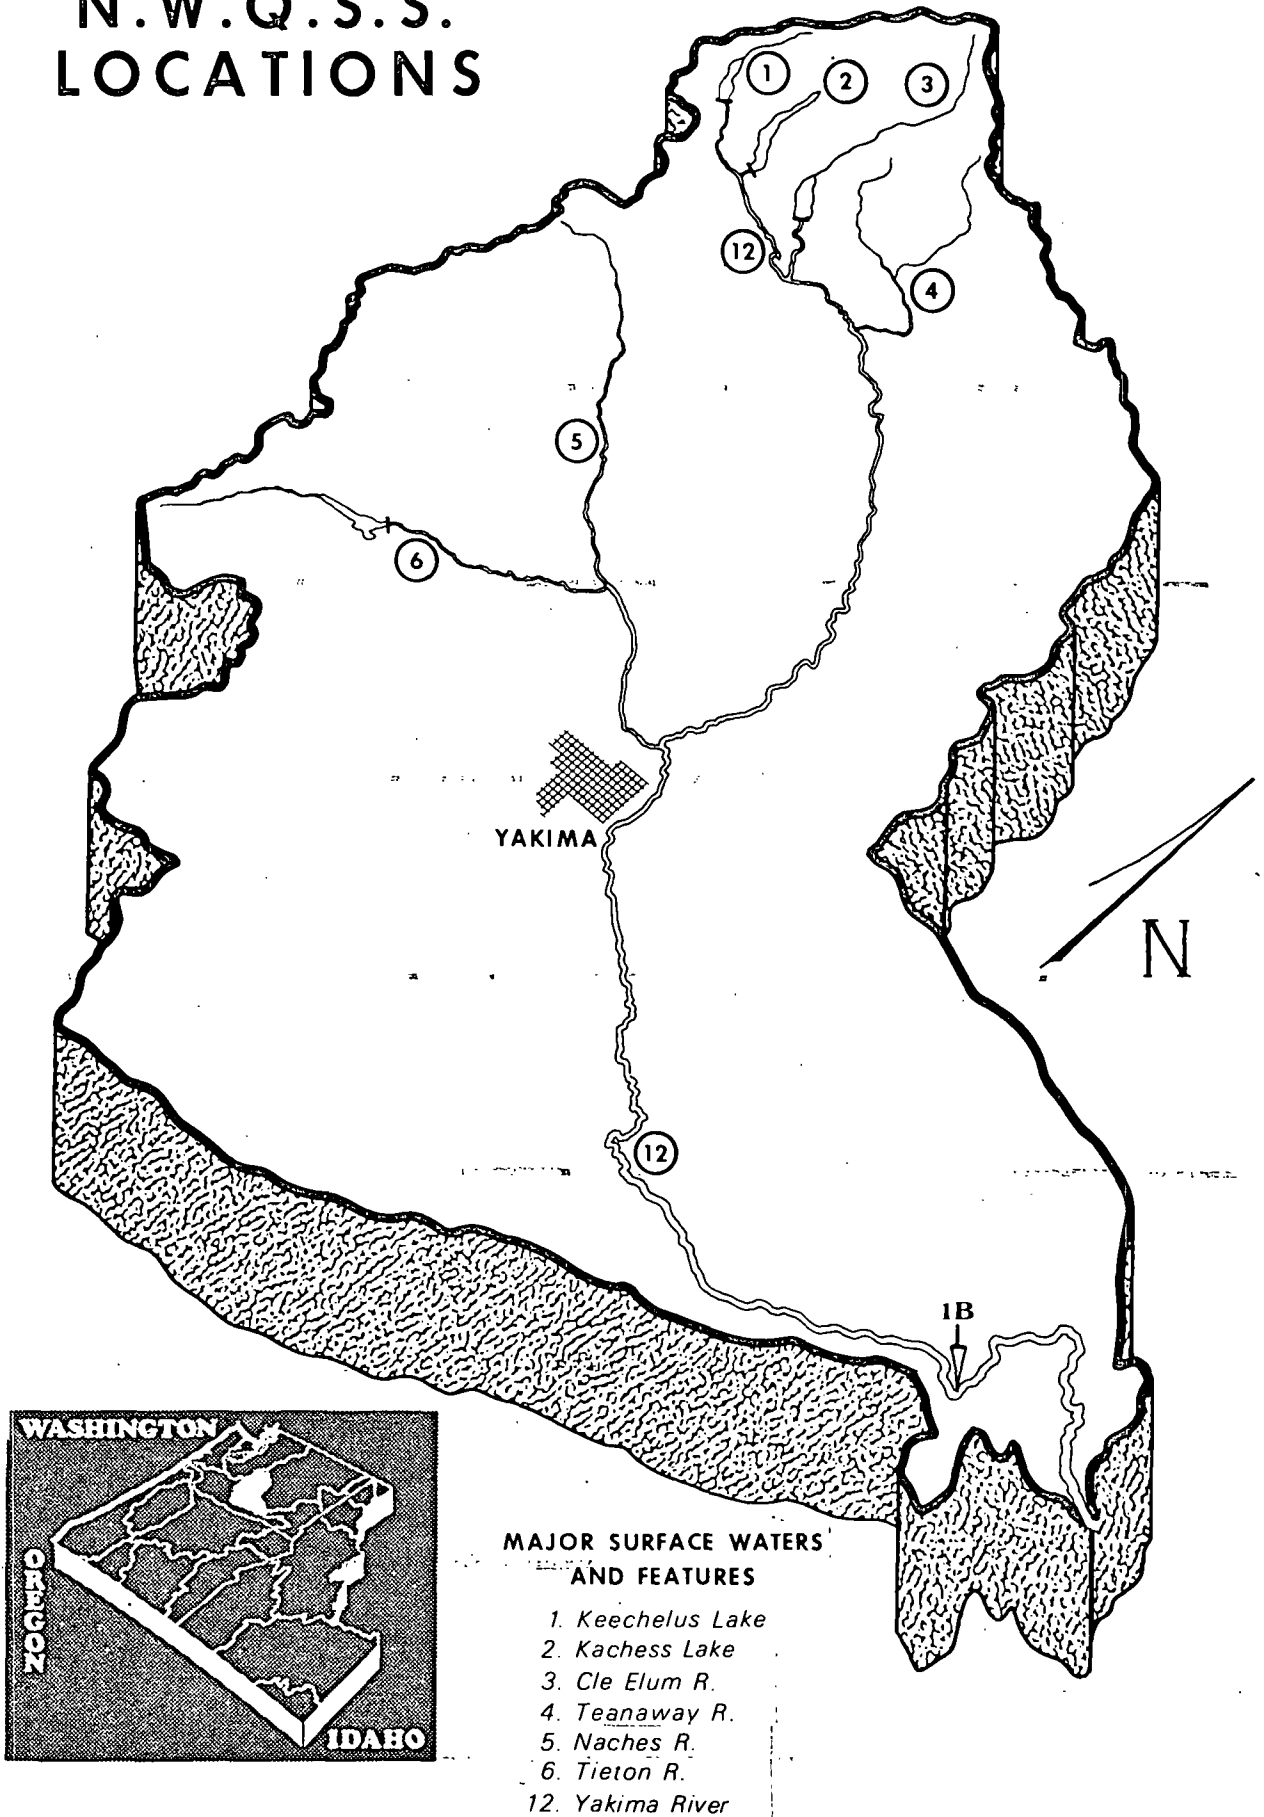 N.W.Q.S.S.
LOCATIONS
1
2
3
12
4
5
6
YAKIMA
N
12
1B
WASHINGTON
OREGON
IDAHO
MAJOR SURFACE WATERS
AND FEATURES
1. Keechelus Lake
2. Kachess Lake
3. Cle Elum R.
4. Teanaway R.
5. Naches R.
6. Tieton R.
12. Yakima River